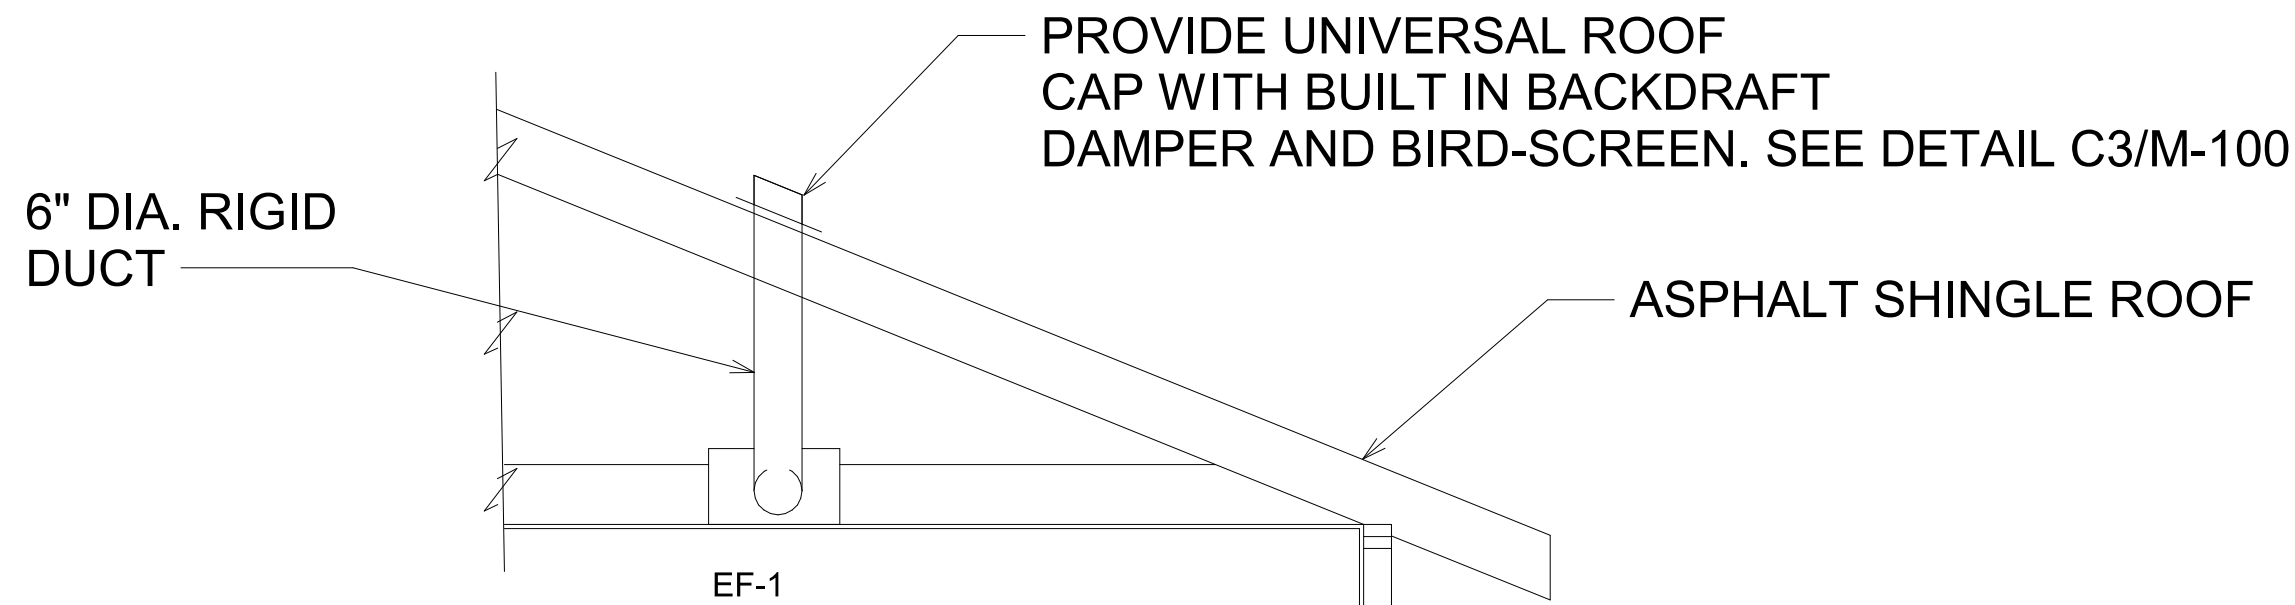 PROVIDE UNIVERSAL ROOF
CAP WITH BUILT IN BACKDRAFT
DAMPER AND BIRD-SCREEN. SEE DETAIL C3/M-100
6" DIA. RIGID
DUCT
ASPHALT SHINGLE ROOF
EF-1